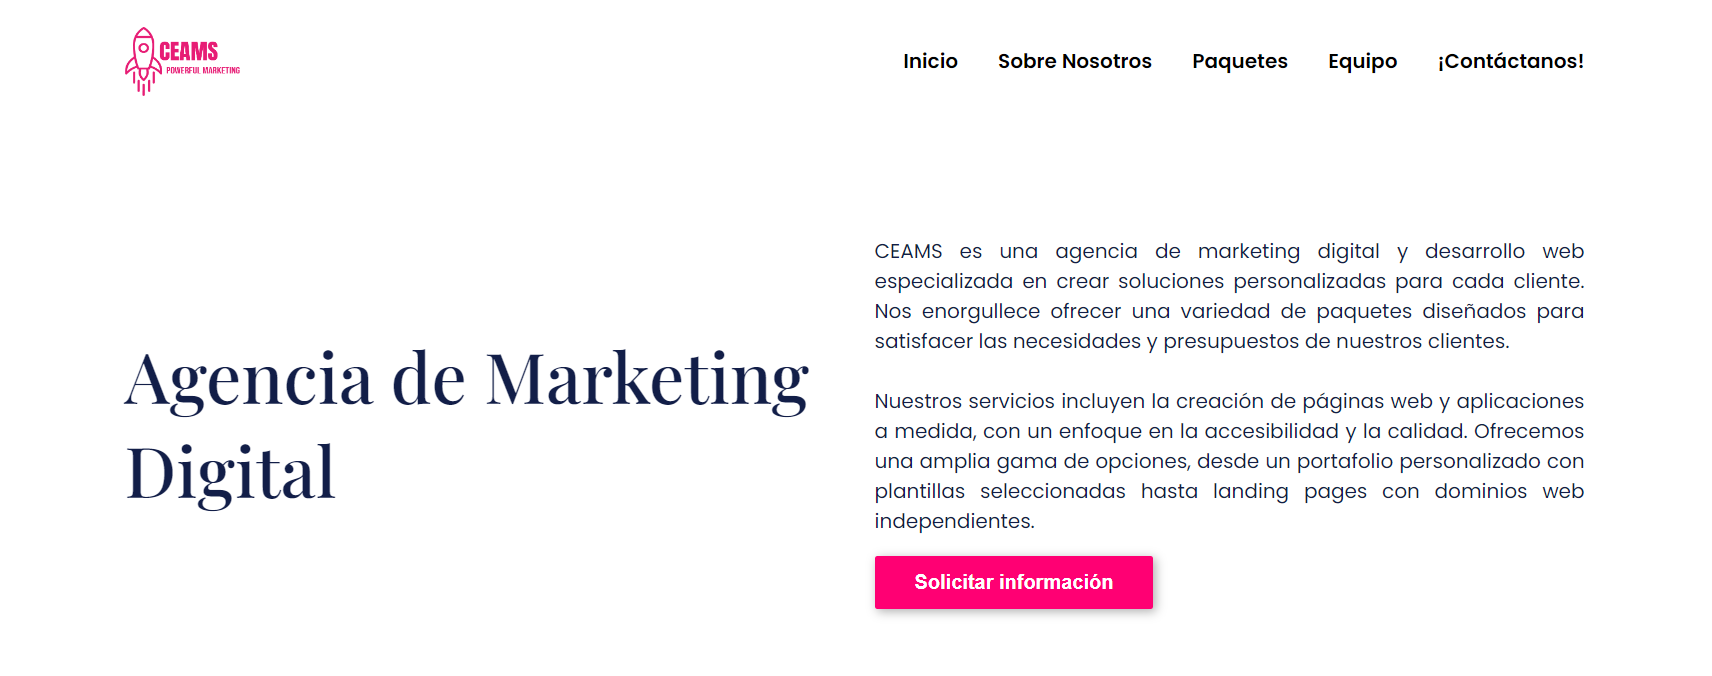 CEAMS
POWERFUL MARKETING
Inicio
Sobre Nosotros
Paquetes
Equipo
¡Contáctanos!
Agencia de Marketing
Digital
CEAMS es una agencia de marketing digital y desarrollo web
especializada en crear soluciones personalizadas para cada cliente.
Nos enorgullece ofrecer una variedad de paquetes diseñados para
satisfacer las necesidades y presupuestos de nuestros clientes.
Nuestros servicios incluyen la creación de páginas web y aplicaciones
a medida, con un enfoque en la accesibilidad y la calidad. Ofrecemos
una amplia gama de opciones, desde un portafolio personalizado con
plantillas seleccionadas hasta landing pages con dominios web
independientes.
Solicitar información